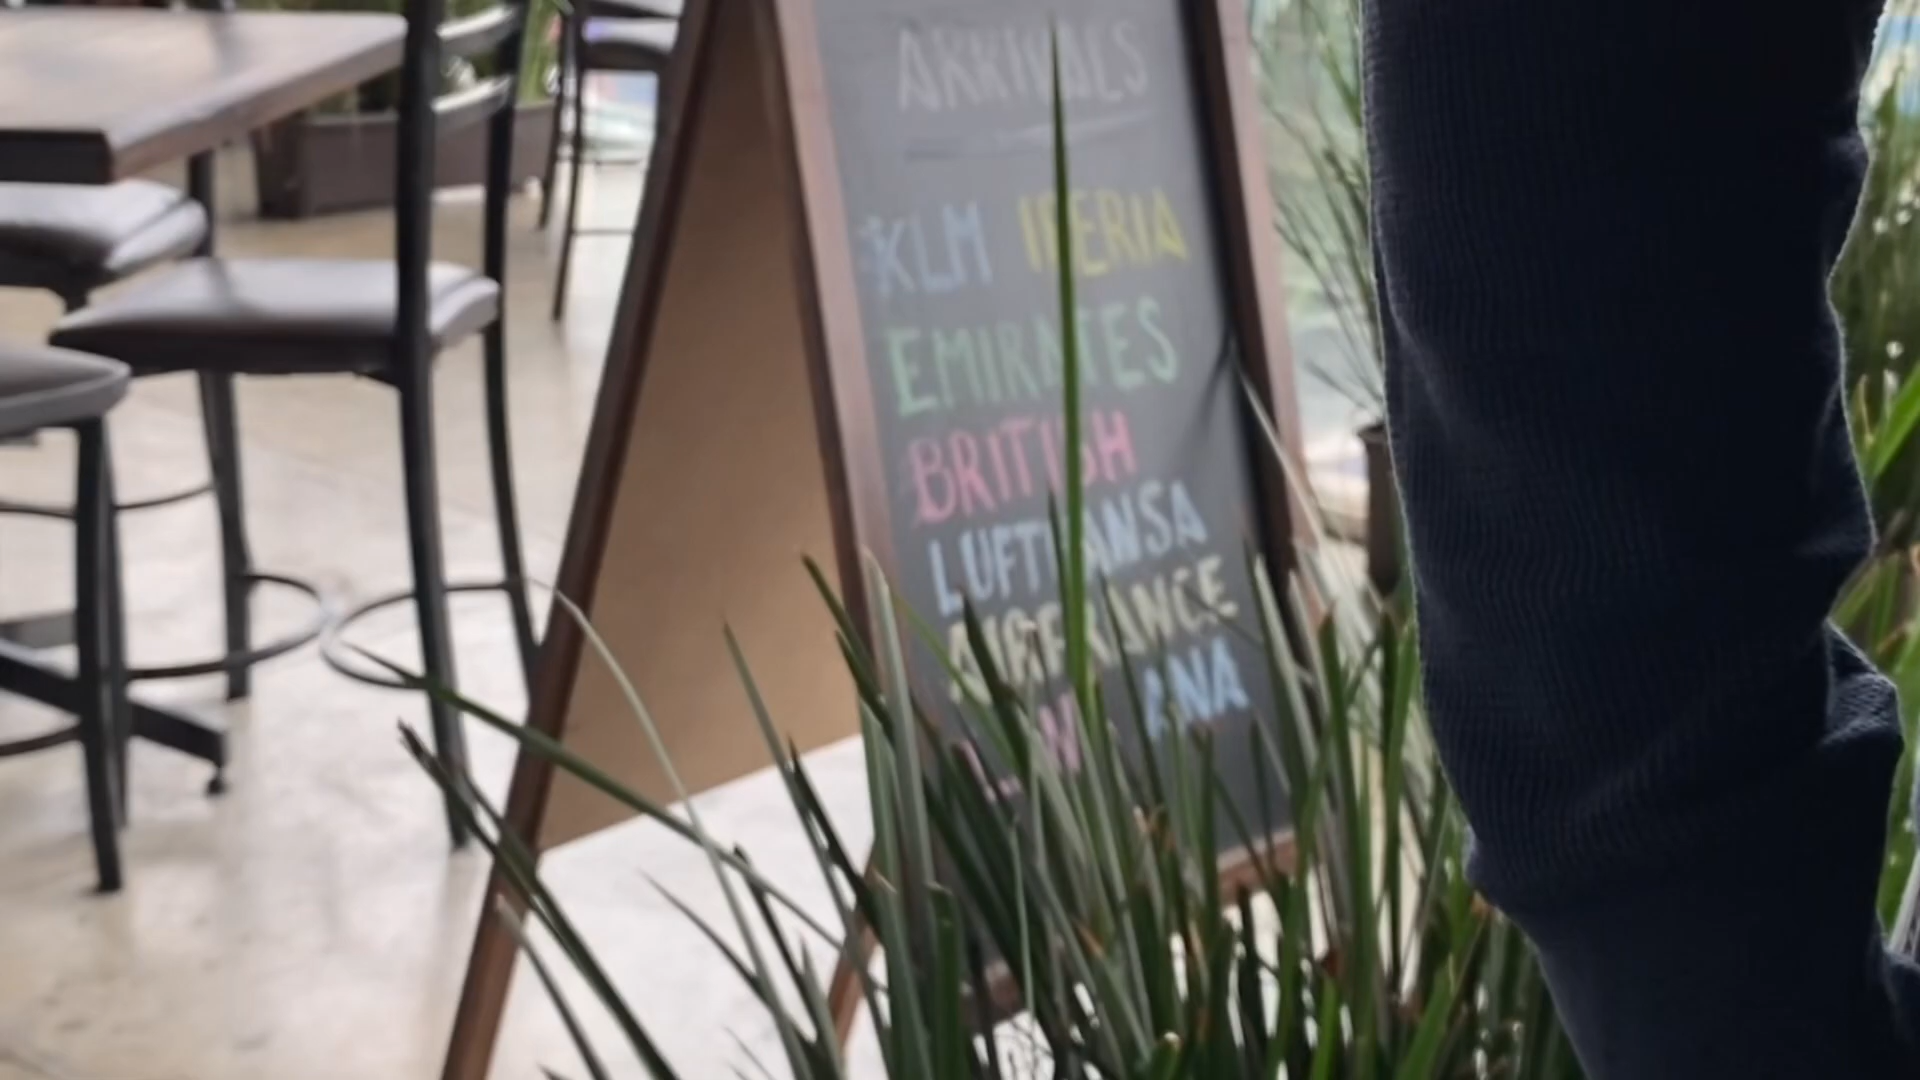 ARRIVALS
KLM IBERIA
EMIRATES
BRITISH
LUFTHANSA
AIRFRANCE
ANA